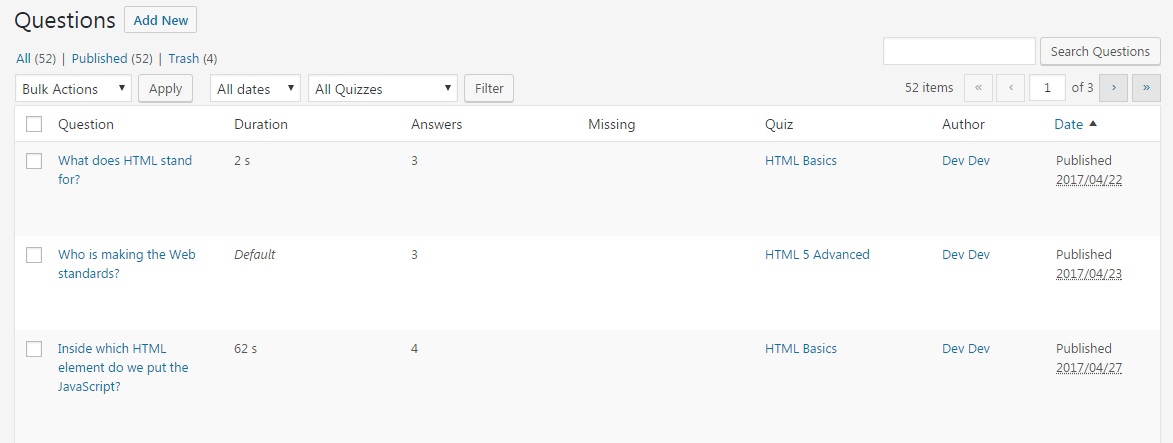 Questions Add New
All (52) | Published (52) | Trash (4)
Search Questions
Bulk Actions Apply All dates All Quizzes Filter 52 items « ‹ 1 of 3 › »
Question Duration Answers Missing Quiz Author Date
What does HTML stand for? 2 s 3 HTML Basics Dev Dev Published 2017/04/22
Who is making the Web standards? Default 3 HTML 5 Advanced Dev Dev Published 2017/04/23
Inside which HTML element do we put the JavaScript? 62 s 4 HTML Basics Dev Dev Published 2017/04/27